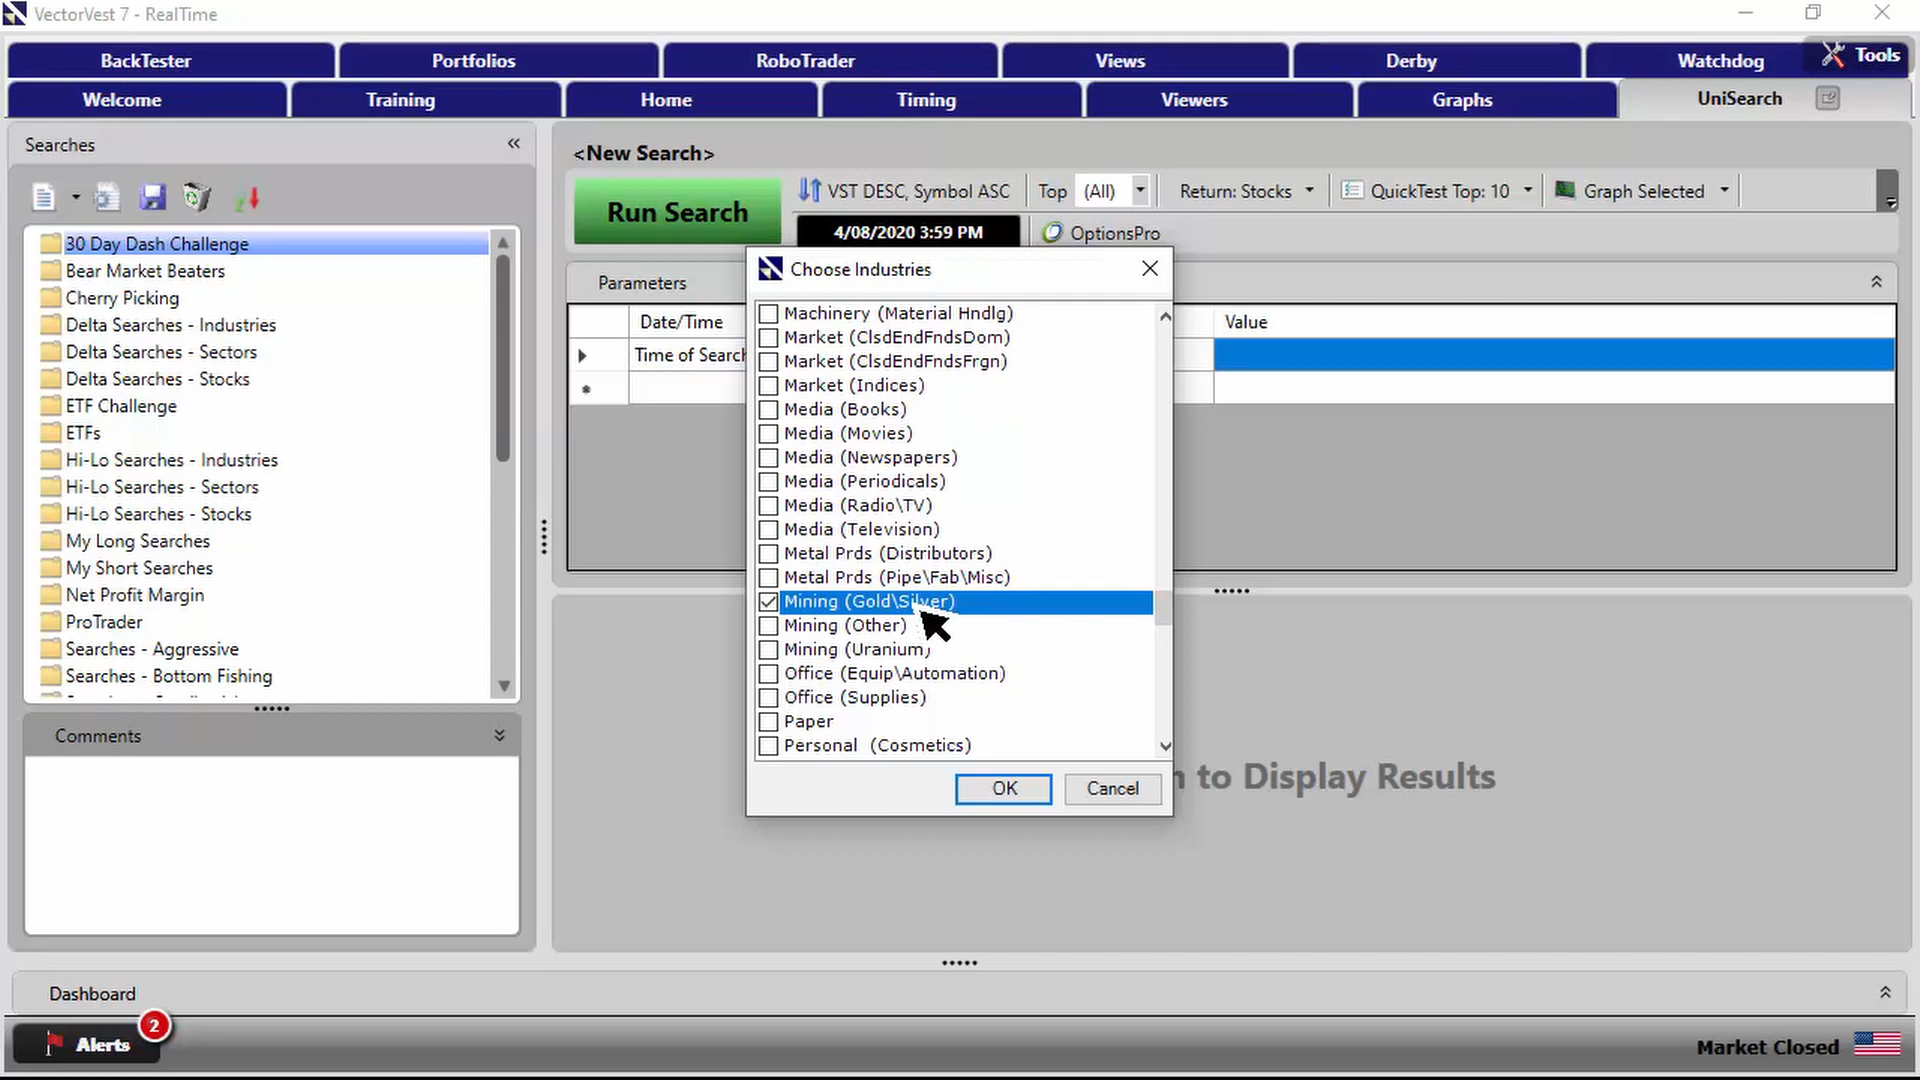 VectorVest 7 - RealTime
BackTester
Portfolios
RoboTrader
Views
Derby
Watchdog
Tools
Welcome
Training
Home
Timing
Viewers
Graphs
UniSearch
Searches
<New Search>
Run Search
VST DESC, Symbol ASC
Top
(All)
Return: Stocks
QuickTest Top: 10
Graph Selected
4/08/2020 3:59 PM
OptionsPro
30 Day Dash Challenge
Bear Market Beaters
Cherry Picking
Delta Searches - Industries
Delta Searches - Sectors
Delta Searches - Stocks
ETF Challenge
ETFs
Hi-Lo Searches - Industries
Hi-Lo Searches - Sectors
Hi-Lo Searches - Stocks
My Long Searches
My Short Searches
Net Profit Margin
ProTrader
Searches - Aggressive
Searches - Bottom Fishing
Comments
Parameters
Date/Time
Value
Time of Search
Choose Industries
Machinery (Material Hndlg)
Market (ClsdEndFndsDom)
Market (ClsdEndFndsFrgn)
Market (Indices)
Media (Books)
Media (Movies)
Media (Newspapers)
Media (Periodicals)
Media (Radio\TV)
Media (Television)
Metal Prds (Distributors)
Metal Prds (Pipe\Fab\Misc)
Mining (Gold\Silver)
Mining (Other)
Mining (Uranium)
Office (Equip\Automation)
Office (Supplies)
Paper
Personal (Cosmetics)
OK
Cancel
to Display Results
Dashboard
Alerts
2
Market Closed